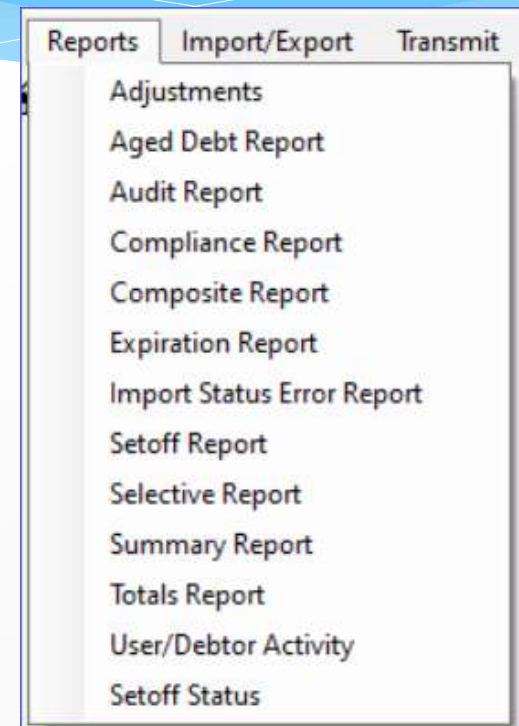 Reports Import/Export Transmit
Adjustments
Aged Debt Report
Audit Report
Compliance Report
Composite Report
Expiration Report
Import Status Error Report
Setoff Report
Selective Report
Summary Report
Totals Report
User/Debtor Activity
Setoff Status